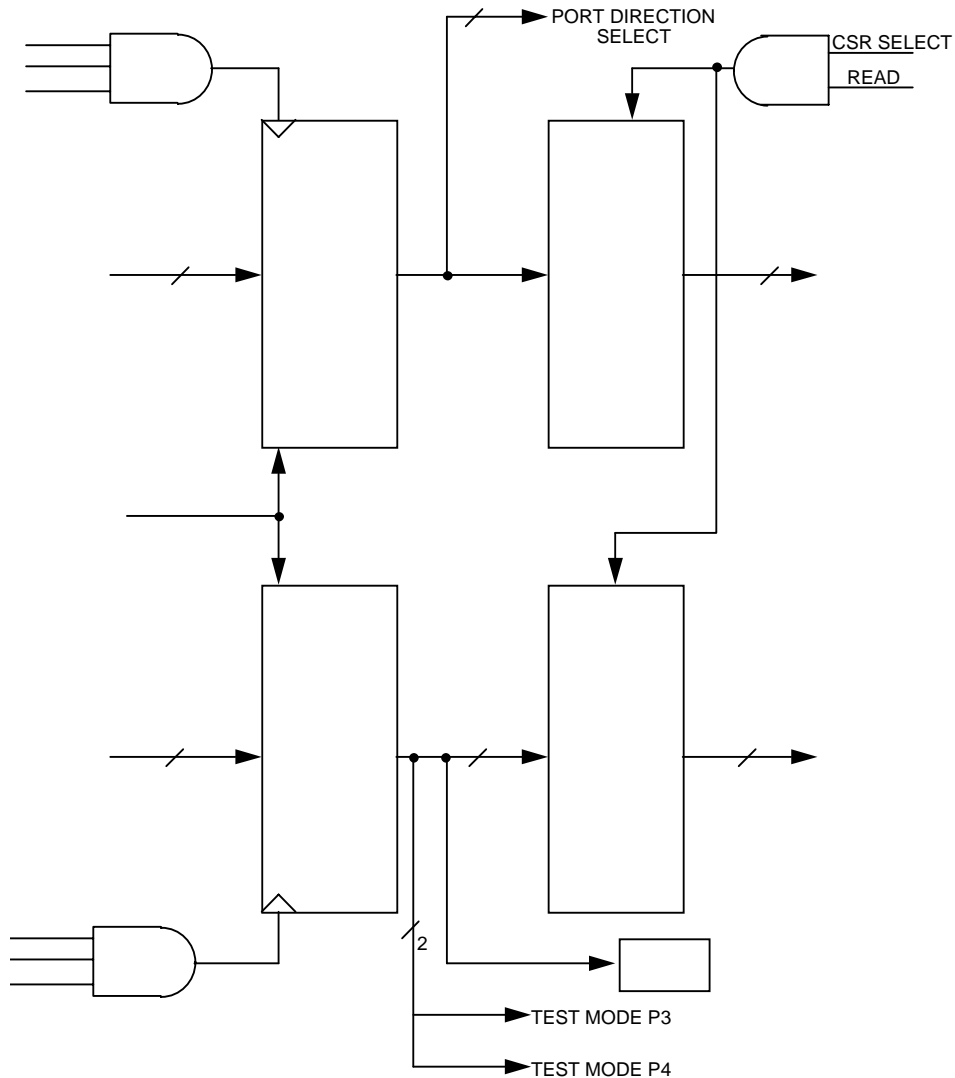 PORT DIRECTION
SELECT
CSR SELECT
READ
2
TEST MODE P3
TEST MODE P4